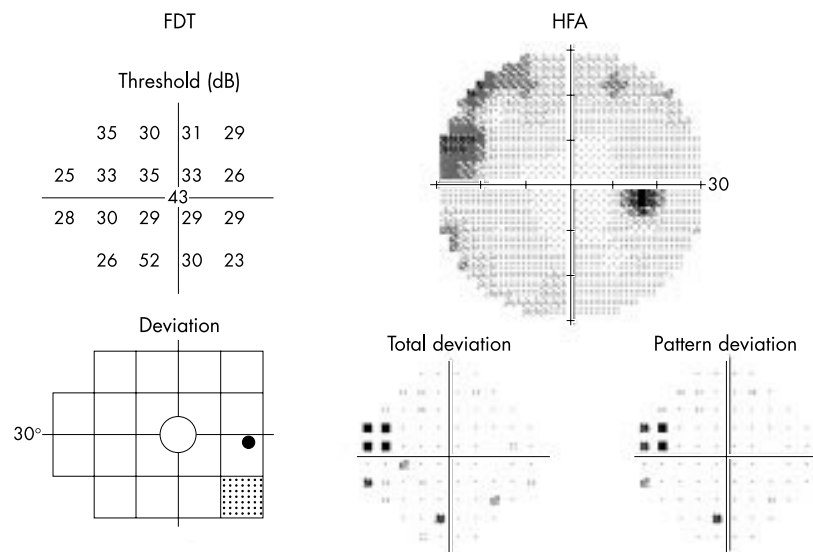 FDT
Threshold (dB)
35 30 31 29
25 33 35 33 26
43
28 30 29 29 29
26 52 30 23
Deviation
30°
HFA
30
Total deviation
Pattern deviation